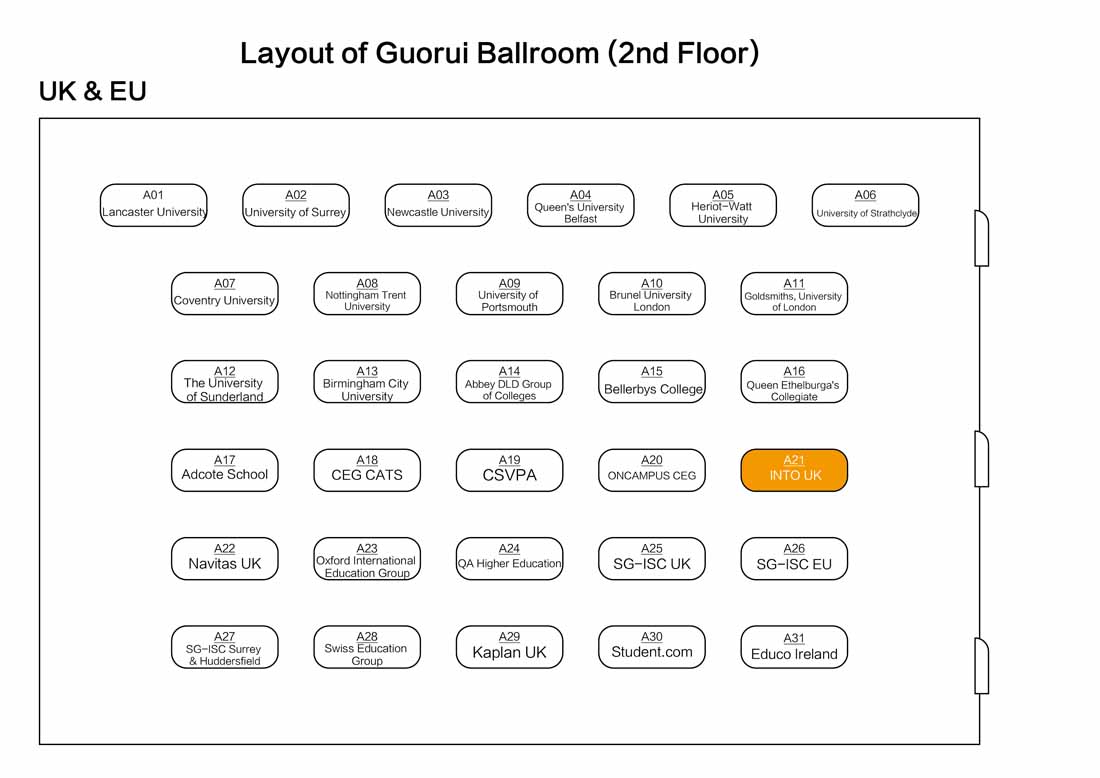 Layout of Guorui Ballroom (2nd Floor)
UK & EU
A01
Lancaster University
A02
University of Surrey
A03
Newcastle University
A04
Queen's University
Belfast
A05
Heriot-Watt
University
A06
University of Strathclyde
A07
Coventry University
A08
Nottingham Trent
University
A09
University of
Portsmouth
A10
Brunel University
London
A11
Goldsmiths, University
of London
A12
The University
of Sunderland
A13
Birmingham City
University
A14
Abbey DLD Group
of Colleges
A15
Bellerbys College
A16
Queen Ethelburga's
Collegiate
A17
Adcote School
A18
CEG CATS
A19
CSVPA
A20
ONCAMPUS CEG
A21
INTO UK
A22
Navitas UK
A23
Oxford International
Education Group
A24
QA Higher Education
A25
SG-ISC UK
A26
SG-ISC EU
A27
SG-ISC Surrey
& Huddersfield
A28
Swiss Education
Group
A29
Kaplan UK
A30
Student.com
A31
Educo Ireland